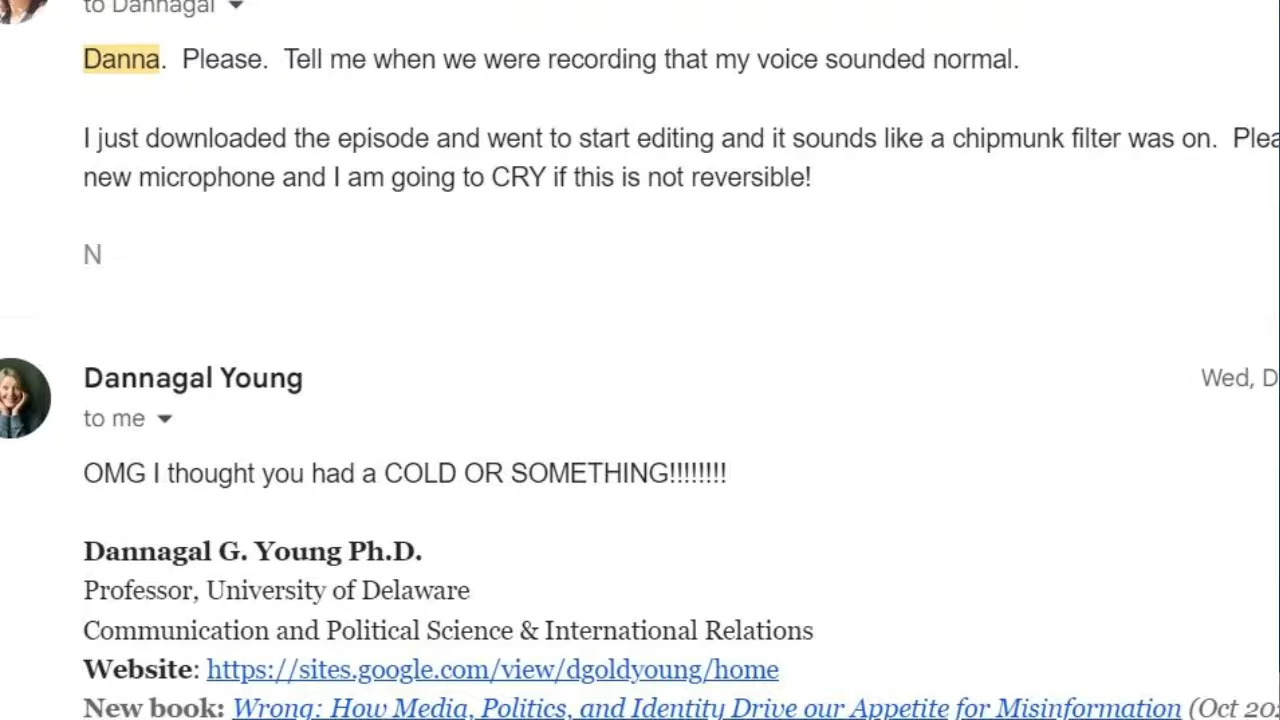 to Dannagal
Danna. Please. Tell me when we were recording that my voice sounded normal.
I just downloaded the episode and went to start editing and it sounds like a chipmunk filter was on. Plea
new microphone and I am going to CRY if this is not reversible!
N
Dannagal Young
Wed, D
to me
OMG I thought you had a COLD OR SOMETHING!!!!!!!!
Dannagal G. Young Ph.D.
Professor, University of Delaware
Communication and Political Science & International Relations
Website: https://sites.google.com/view/dgoldyoung/home
New book: Wrong: How Media, Politics, and Identity Drive our Appetite for Misinformation (Oct 20